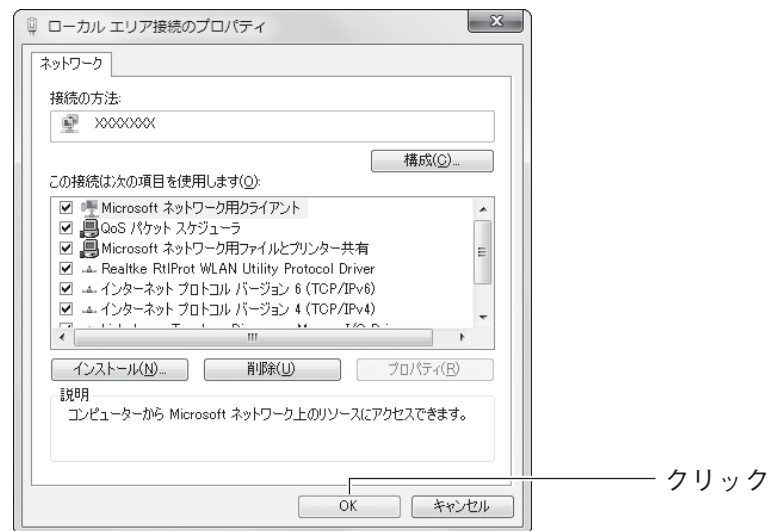 ローカル エリア接続のプロパティ
ネットワーク
接続の方法:
XXXXXXX
構成(C)...
この接続は次の項目を使用します(O):
Microsoft ネットワーク用クライアント
QoS パケット スケジューラ
Microsoft ネットワーク用ファイルとプリンター共有
Realtke RtlProt WLAN Utility Protocol Driver
インターネット プロトコル バージョン 6 (TCP/IPv6)
インターネット プロトコル バージョン 4 (TCP/IPv4)
インストール(N)...
削除(U)
プロパティ(R)
説明
コンピューターから Microsoft ネットワーク上のリソースにアクセスできます。
クリック
OK
キャンセル